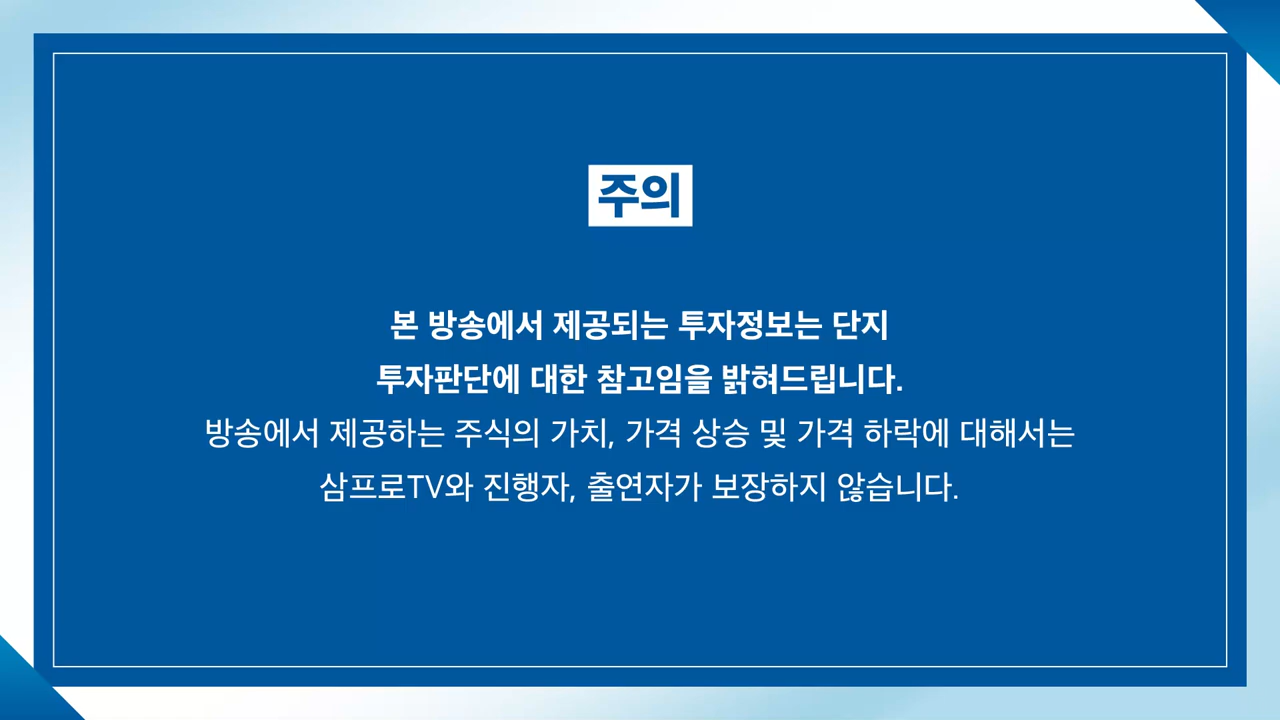 주의
본 방송에서 제공되는 투자정보는 단지
투자판단에 대한 참고임을 밝혀드립니다.
방송에서 제공하는 주식의 가치, 가격 상승 및 가격 하락에 대해서는
삼프로TV와 진행자, 출연자가 보장하지 않습니다.